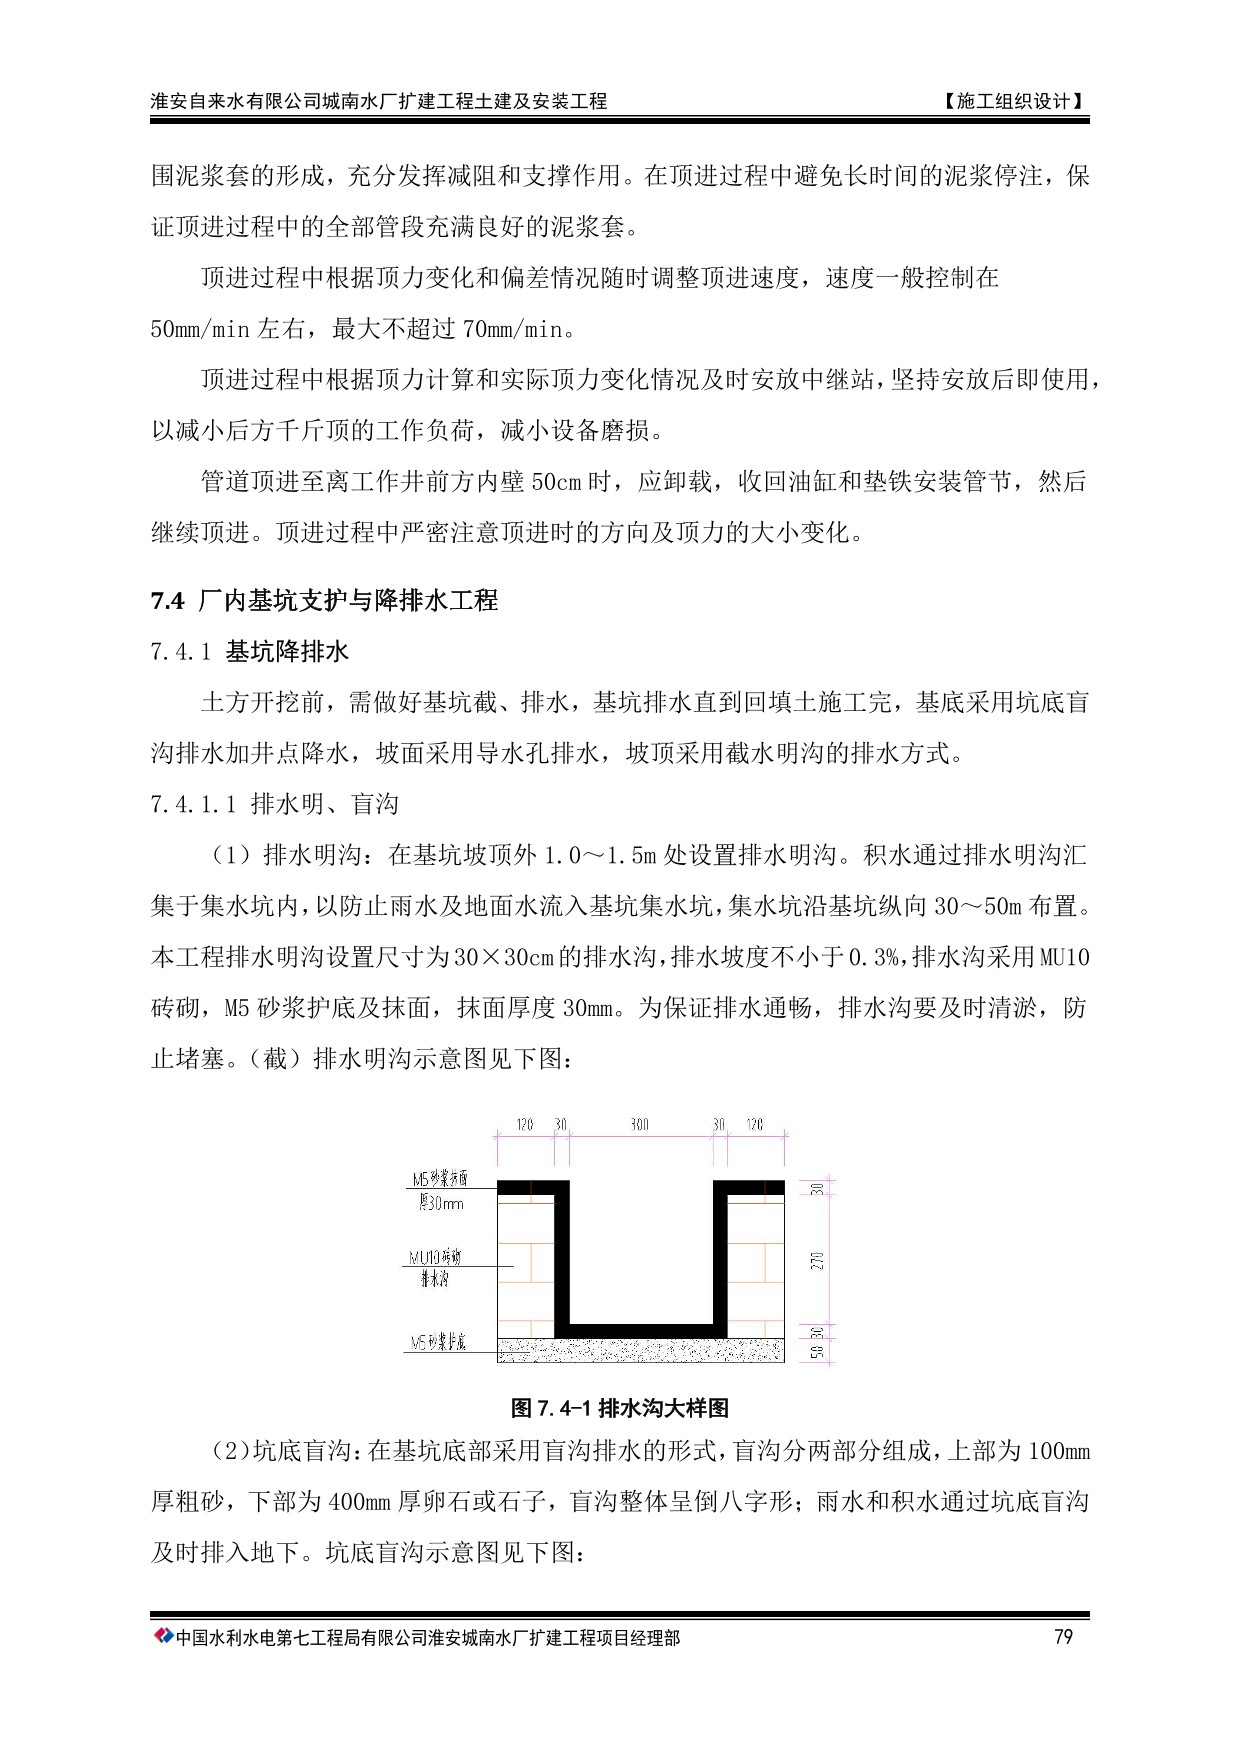 淮安自来水有限公司城南水厂扩建工程土建及安装工程 【施工组织设计】
围泥浆套的形成，充分发挥减阻和支撑作用。在顶进过程中避免长时间的泥浆停注，保
证顶进过程中的全部管段充满良好的泥浆套。
顶进过程中根据顶力变化和偏差情况随时调整顶进速度，速度一般控制在
50mm/min 左右，最大不超过 70mm/min。
顶进过程中根据顶力计算和实际顶力变化情况及时安放中继站，坚持安放后即使用，
以减小后方千斤顶的工作负荷，减小设备磨损。
管道顶进至离工作井前方内壁 50cm 时，应卸载，收回油缸和垫铁安装管节，然后
继续顶进。顶进过程中严密注意顶进时的方向及顶力的大小变化。
7.4 厂内基坑支护与降排水工程
7.4.1 基坑降排水
土方开挖前，需做好基坑截、排水，基坑排水直到回填土施工完，基底采用坑底盲
沟排水加井点降水，坡面采用导水孔排水，坡顶采用截水明沟的排水方式。
7.4.1.1 排水明、盲沟
（1）排水明沟：在基坑坡顶外 1.0～1.5m 处设置排水明沟。积水通过排水明沟汇
集于集水坑内，以防止雨水及地面水流入基坑集水坑，集水坑沿基坑纵向 30～50m 布置。
本工程排水明沟设置尺寸为 30×30cm 的排水沟，排水坡度不小于 0.3%，排水沟采用 MU10
砖砌，M5 砂浆护底及抹面，抹面厚度 30mm。为保证排水通畅，排水沟要及时清淤，防
止堵塞。（截）排水明沟示意图见下图：
120 30 300 30 120
M5砂浆抹面
厚30mm
MU10砖砌
排水沟
M5砂浆护底
30
270
30
50
图 7.4-1 排水沟大样图
（2）坑底盲沟：在基坑底部采用盲沟排水的形式，盲沟分两部分组成，上部为 100mm
厚粗砂，下部为 400mm 厚卵石或石子，盲沟整体呈倒八字形；雨水和积水通过坑底盲沟
及时排入地下。坑底盲沟示意图见下图：
中国水利水电第七工程局有限公司淮安城南水厂扩建工程项目经理部 79